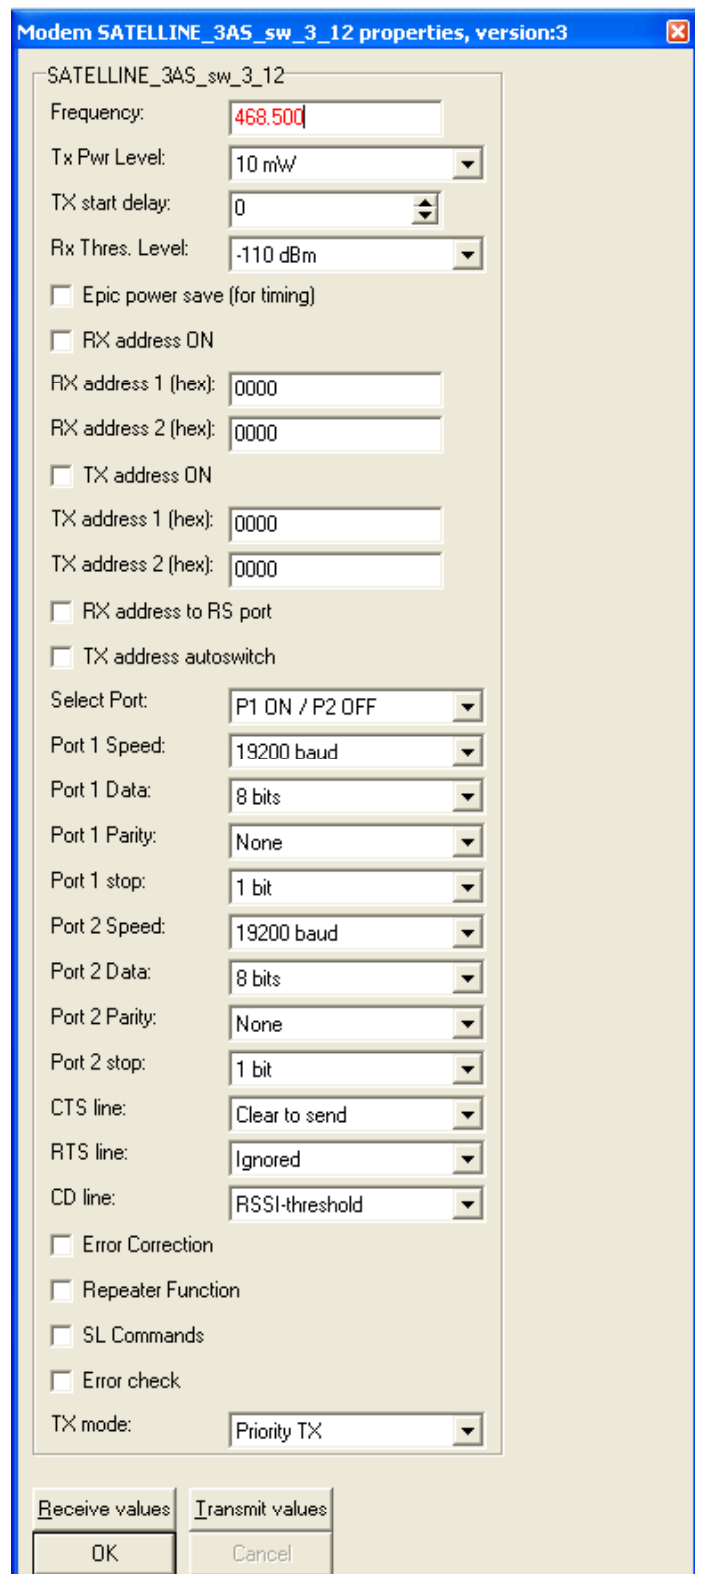 Modem SATELLINE_3AS_sw_3_12 properties, version:3
SATELLINE_3AS_sw_3_12
Frequency: 468.500
Tx Pwr Level: 10 mW
TX start delay: 0
Rx Thres. Level: -110 dBm
Epic power save (for timing)
RX address ON
RX address 1 (hex): 0000
RX address 2 (hex): 0000
TX address ON
TX address 1 (hex): 0000
TX address 2 (hex): 0000
RX address to RS port
TX address autoswitch
Select Port: P1 ON / P2 OFF
Port 1 Speed: 19200 baud
Port 1 Data: 8 bits
Port 1 Parity: None
Port 1 stop: 1 bit
Port 2 Speed: 19200 baud
Port 2 Data: 8 bits
Port 2 Parity: None
Port 2 stop: 1 bit
CTS line: Clear to send
RTS line: Ignored
CD line: RSSI-threshold
Error Correction
Repeater Function
SL Commands
Error check
TX mode: Priority TX
Receive values Transmit values
OK Cancel